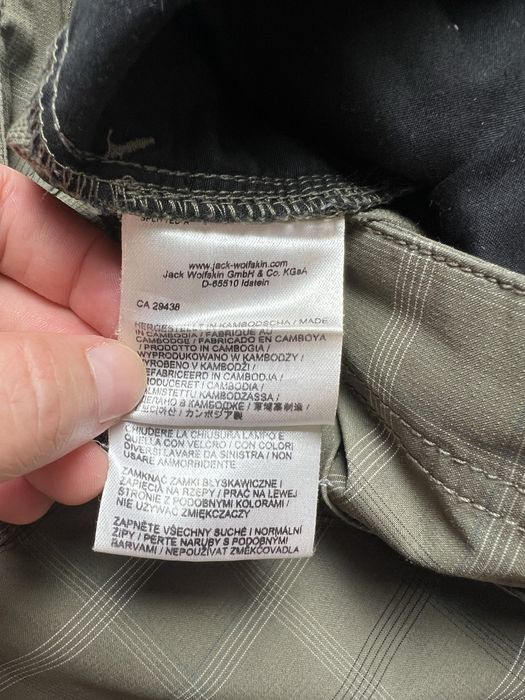 www.jack-wolfskin.com
Jack Wolfskin GmbH & Co. KGaA
D-65510 Idstein
CA 29438
HERGESTELLT IN KAMBODSCHA / MADE
IN CAMBODIA / FABRIQUE AU
CAMBODGE / FABRICADO EN CAMBOYA
/ PRODOTTO IN CAMBOGIA /
WYPRODUKOWANO W KAMBODŻY /
VYROBENO V KAMBODŽI /
GEFABRICEERD IN CAMBODJA /
PRODUCERET / CAMBODIA /
VALMISTETTU KAMBODZASSA /
СДЕЛАНО В КАМБОДЖЕ / 柬埔寨制造 /
カンボジア製
CHIUDERE LA CHIUSURA LAMPO E
QUELLA CON VELCRO / CON COLORI
DIVERSI LAVARE DA SINISTRA / NON
USARE AMMORBIDENTE
ZAMKNĄĆ ZAMKI BŁYSKAWICZNE I
ZAPIĘCIA NA RZEPY / PRAĆ NA LEWEJ
STRONIE Z PODOBNYMI KOLORAMI /
NIE UŻYWAĆ ZMIĘKCZACZY
ZAPNĚTE VŠECHNY SUCHÉ I NORMÁLNÍ
ZIPY / PERTE NARUBY S PODOBNÝMI
BARVAMI / NEPOUŽÍVAT ZMĚKČOVADLA